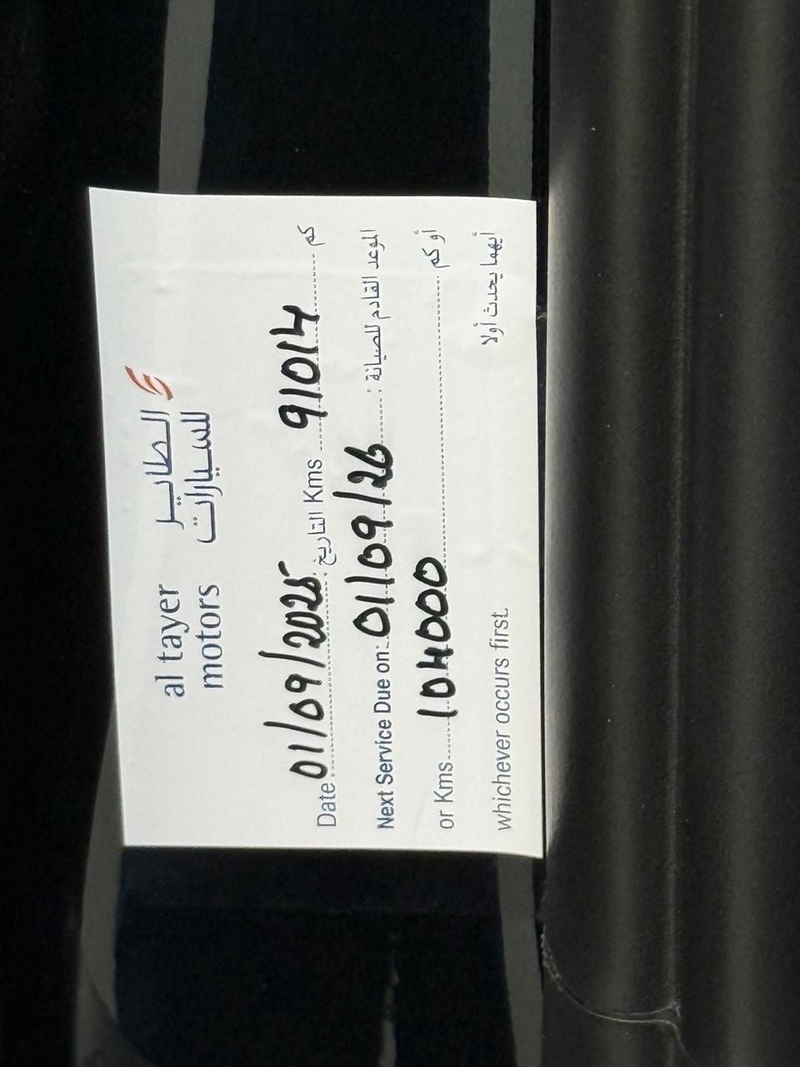 al tayer الطاير
motors للسيارات
Date 01/09/2025 التاريخ Kms 91014 كم
Next Service Due on: 01/09/26 : الموعد القادم للصيانة
or Kms 104000 أو كم
whichever occurs first. أيهما يحدث أولا